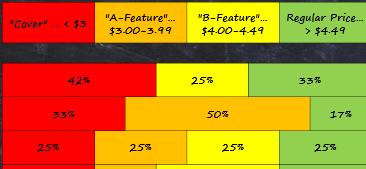 "Cover" ... < $3
"A-Feature"...
$3.00-3.99
"B-Feature"...
$4.00-4.49
Regular Price...
> $4.49
42% 25% 33%
33% 50% 17%
25% 25% 25% 25%